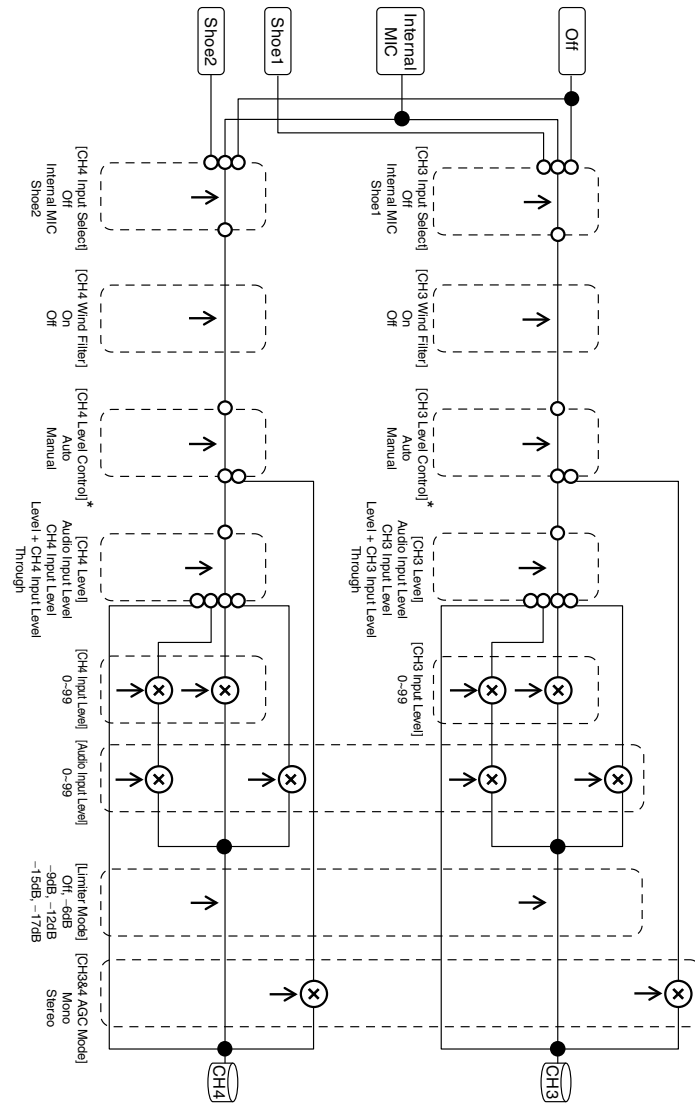 Off
Internal
MIC
Shoe1
Shoe2
[CH3 Input Select]
Off
Internal MIC
Shoe1
[CH3 Wind Filter]
On
Off
[CH3 Level Control]*
Auto
Manual
[CH3 Level]
Audio Input Level
CH3 Input Level
Level + CH3 Input Level
Through
[CH3 Input Level]
0~99
CH3
[CH4 Input Select]
Off
Internal MIC
Shoe2
[CH4 Wind Filter]
On
Off
[CH4 Level Control]*
Auto
Manual
[CH4 Level]
Audio Input Level
CH4 Input Level
Level + CH4 Input Level
Through
[CH4 Input Level]
0~99
[Audio Input Level]
0~99
[Limiter Mode]
Off, −6dB
−9dB, −12dB
−15dB, −17dB
[CH3&4 AGC Mode]
Mono
Stereo
CH4